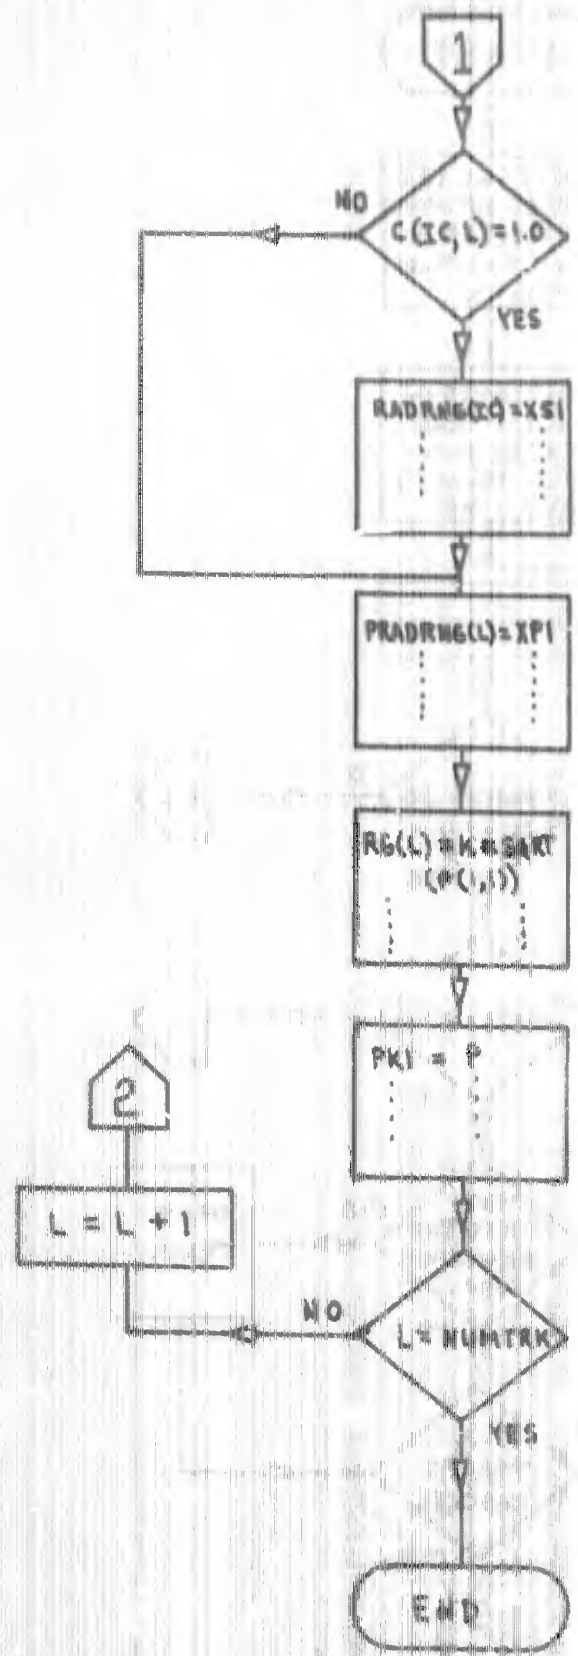 1
NO
C(IC,L)=1.0
YES
RADRNG(IC)=XS1
PRADRNG(L)=XP1
RG(L)=K*SQRT
(P(1,1))
PK1 = P
2
L = L + 1
NO
L= NUMTRK
YES
END